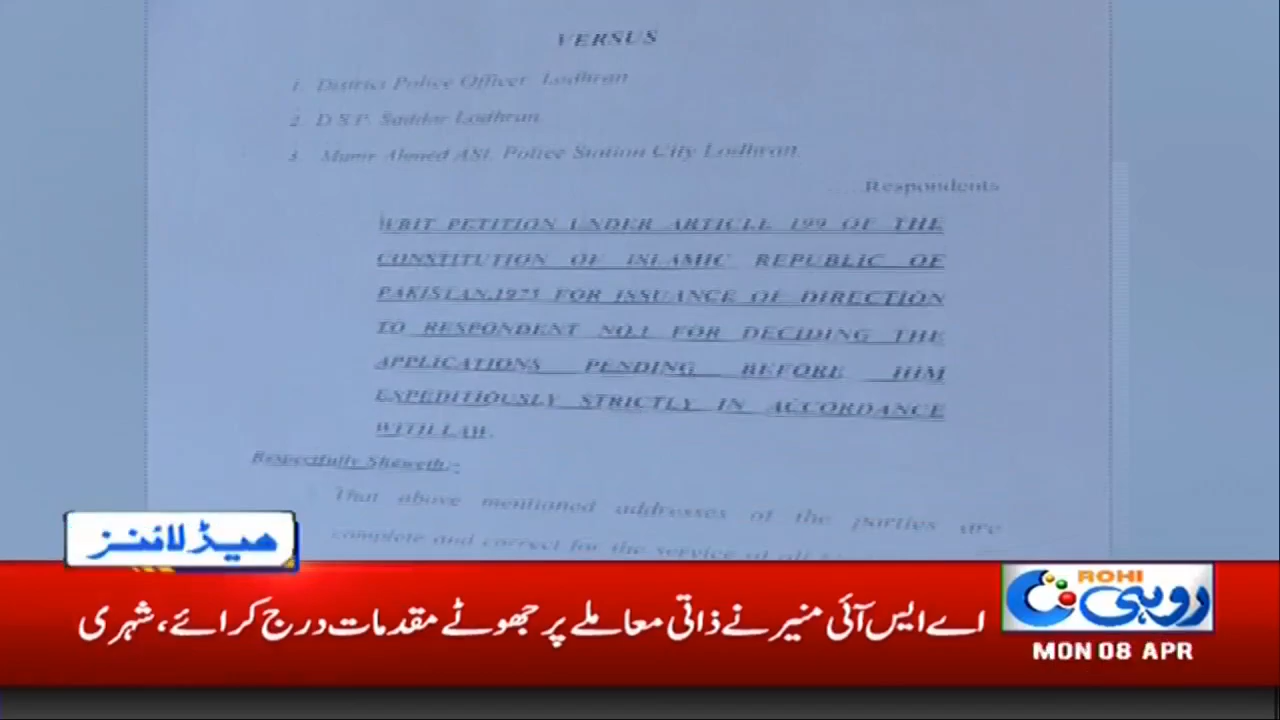 VERSUS
1. District Police Officer Lodhran
2. D.S.P. Saddar Lodhran
3. Munir Ahmed ASI, Police Station City Lodhran.
......Respondents
WRIT PETITION UNDER ARTICLE 199 OF THE
CONSTITUTION OF ISLAMIC REPUBLIC OF
PAKISTAN,1973 FOR ISSUANCE OF DIRECTION
TO RESPONDENT NO.1 FOR DECIDING THE
APPLICATIONS PENDING BEFORE HIM
EXPEDITIOUSLY STRICTLY IN ACCORDANCE
WITH LAW.
Respectfully Sheweth:-
That above mentioned addresses of the parties are
complete and correct for the service of all
ہیڈلائنز
اے ایس آئی منیر نے ذاتی معاملے پر جھوٹے مقدمات درج کرائے، شہری
ROHI
روہی
MON 08 APR